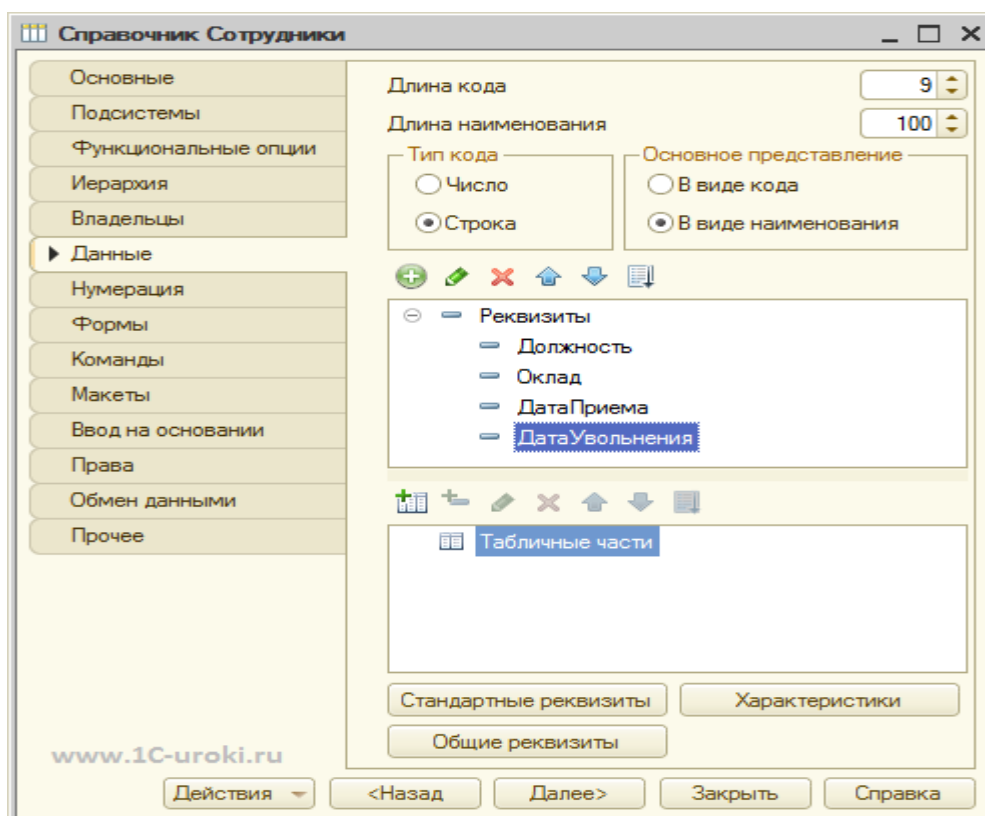 Справочник Сотрудники
Основные
Подсистемы
Функциональные опции
Иерархия
Владельцы
Данные
Нумерация
Формы
Команды
Макеты
Ввод на основании
Права
Обмен данными
Прочее
Длина кода 9
Длина наименования 100
Тип кода
Число
Строка
Основное представление
В виде кода
В виде наименования
Реквизиты
Должность
Оклад
ДатаПриема
ДатаУвольнения
Табличные части
Стандартные реквизиты Характеристики
Общие реквизиты
www.1C-uroki.ru
Действия <Назад Далее> Закрыть Справка